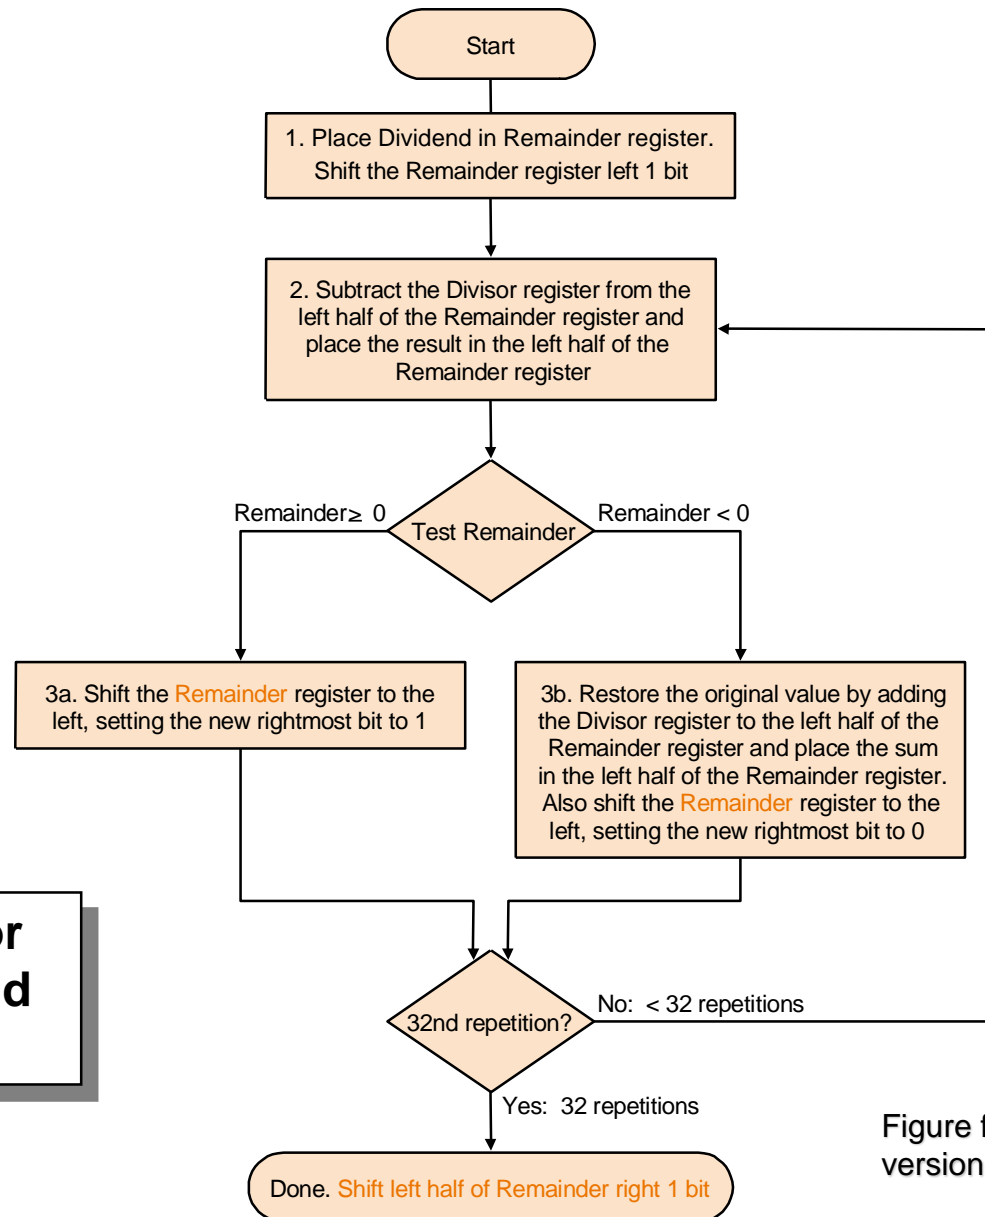 Start
1. Place Dividend in Remainder register.
Shift the Remainder register left 1 bit
2. Subtract the Divisor register from the
left half of the Remainder register and
place the result in the left half of the
Remainder register
Remainder≥ 0
Test Remainder
Remainder < 0
3a. Shift the Remainder register to the
left, setting the new rightmost bit to 1
3b. Restore the original value by adding
the Divisor register to the left half of the
Remainder register and place the sum
in the left half of the Remainder register.
Also shift the Remainder register to the
left, setting the new rightmost bit to 0
32nd repetition?
No: < 32 repetitions
Yes: 32 repetitions
Done. Shift left half of Remainder right 1 bit
Figure
version